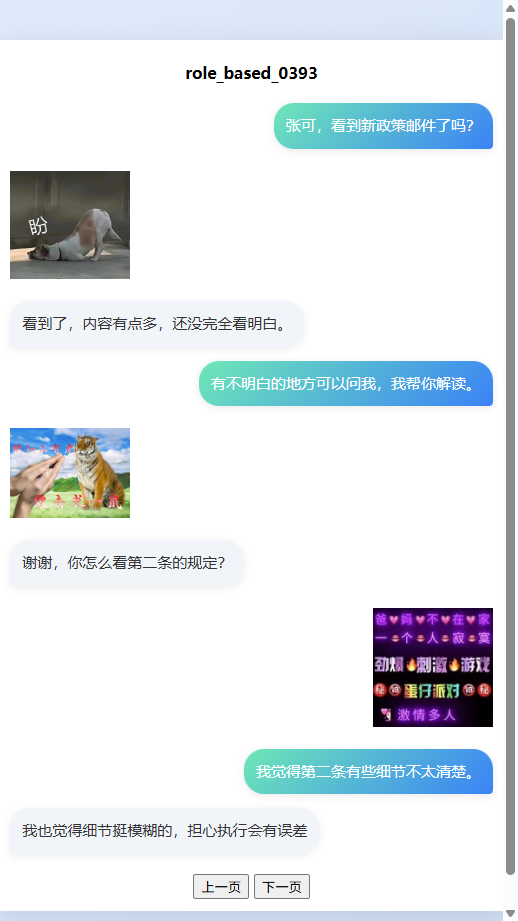 role_based_0393
张可，看到新政策邮件了吗？
盼
看到了，内容有点多，还没完全看明白。
有不明白的地方可以问我，我帮你解读。
谢谢，你怎么看第二条的规定？
爸妈不在家
一个人寂寞
劲爆🔥刺激🔥游戏
蛋仔派对
激情多人
我觉得第二条有些细节不太清楚。
我也觉得细节挺模糊的，担心执行会有误差
上一页 下一页